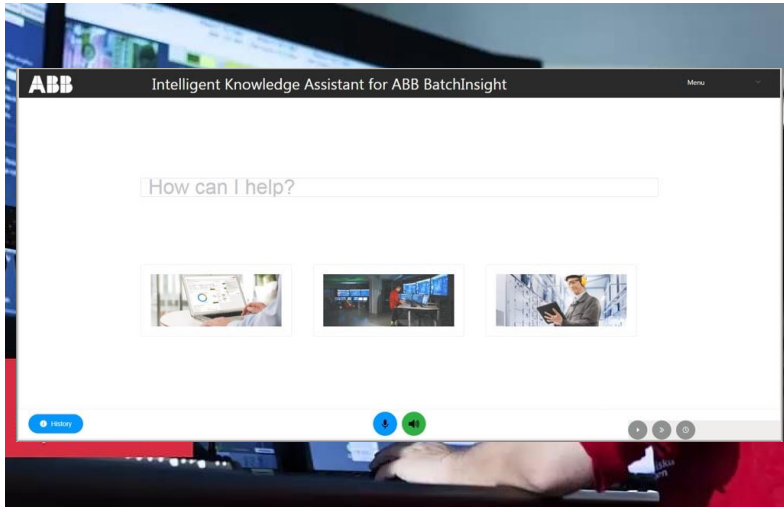 ABB
Intelligent Knowledge Assistant for ABB BatchInsight
Menu
How can I help?
History